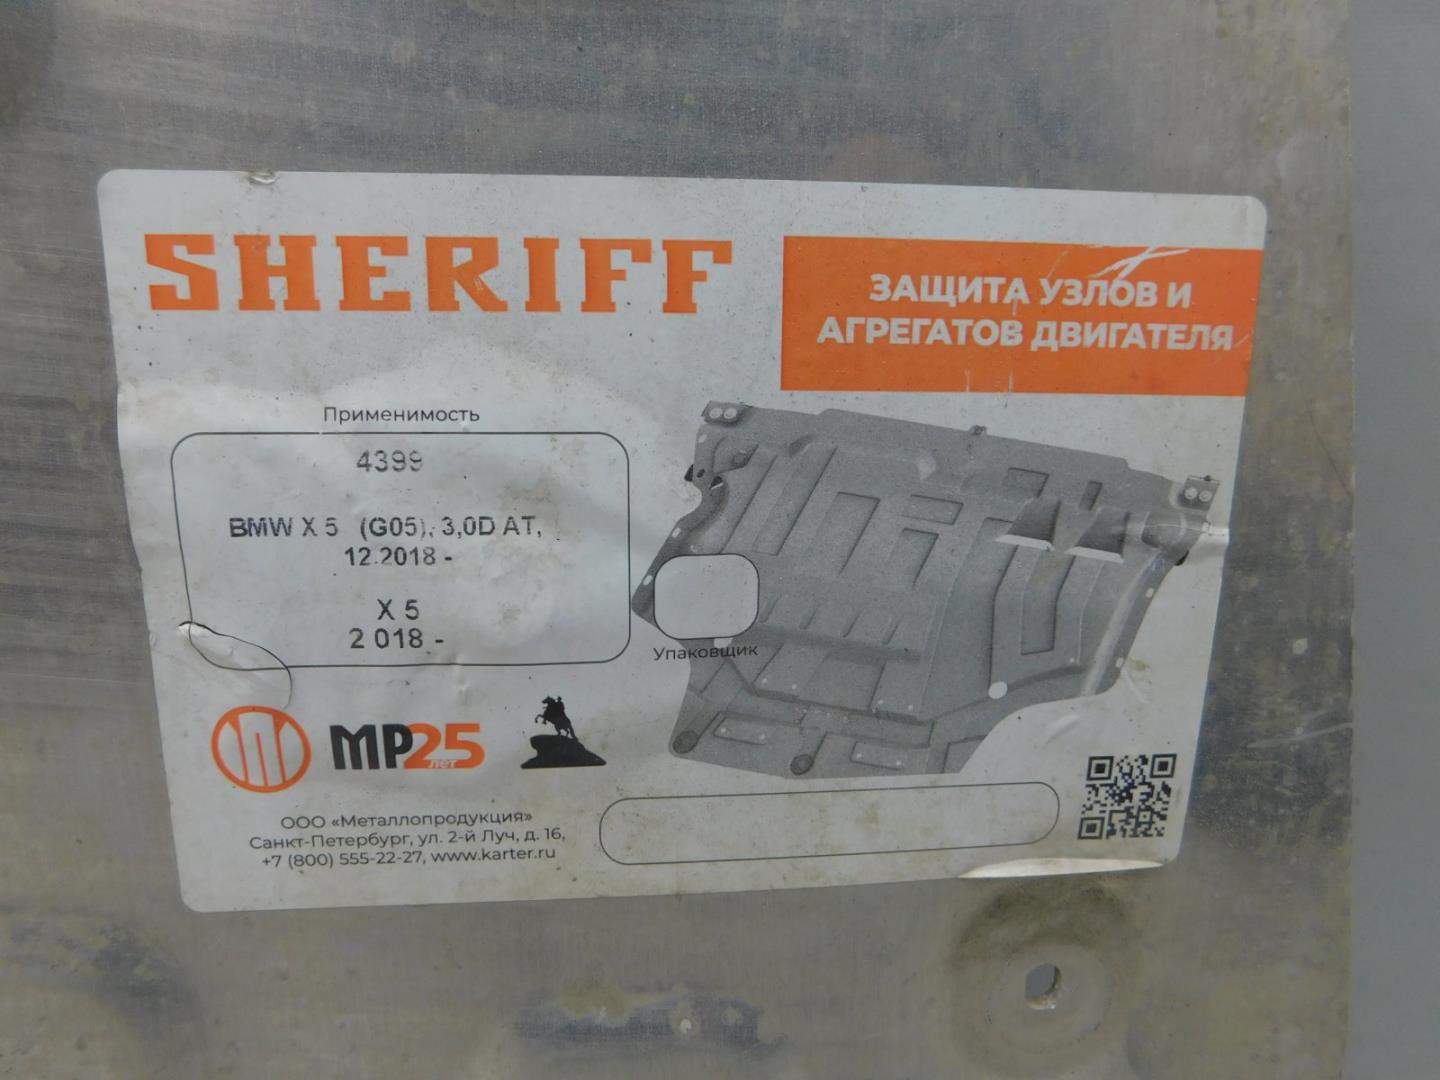 SHERIFF
ЗАЩИТА УЗЛОВ И
АГРЕГАТОВ ДВИГАТЕЛЯ
Применимость
4399
BMW X 5 (G05), 3,0D AT,
12.2018 -
X 5
2 018 -
Упаковщик
МР25
лет
ООО «Металлопродукция»
Санкт-Петербург, ул. 2-й Луч, д. 16,
+7 (800) 555-22-27, www.karter.ru